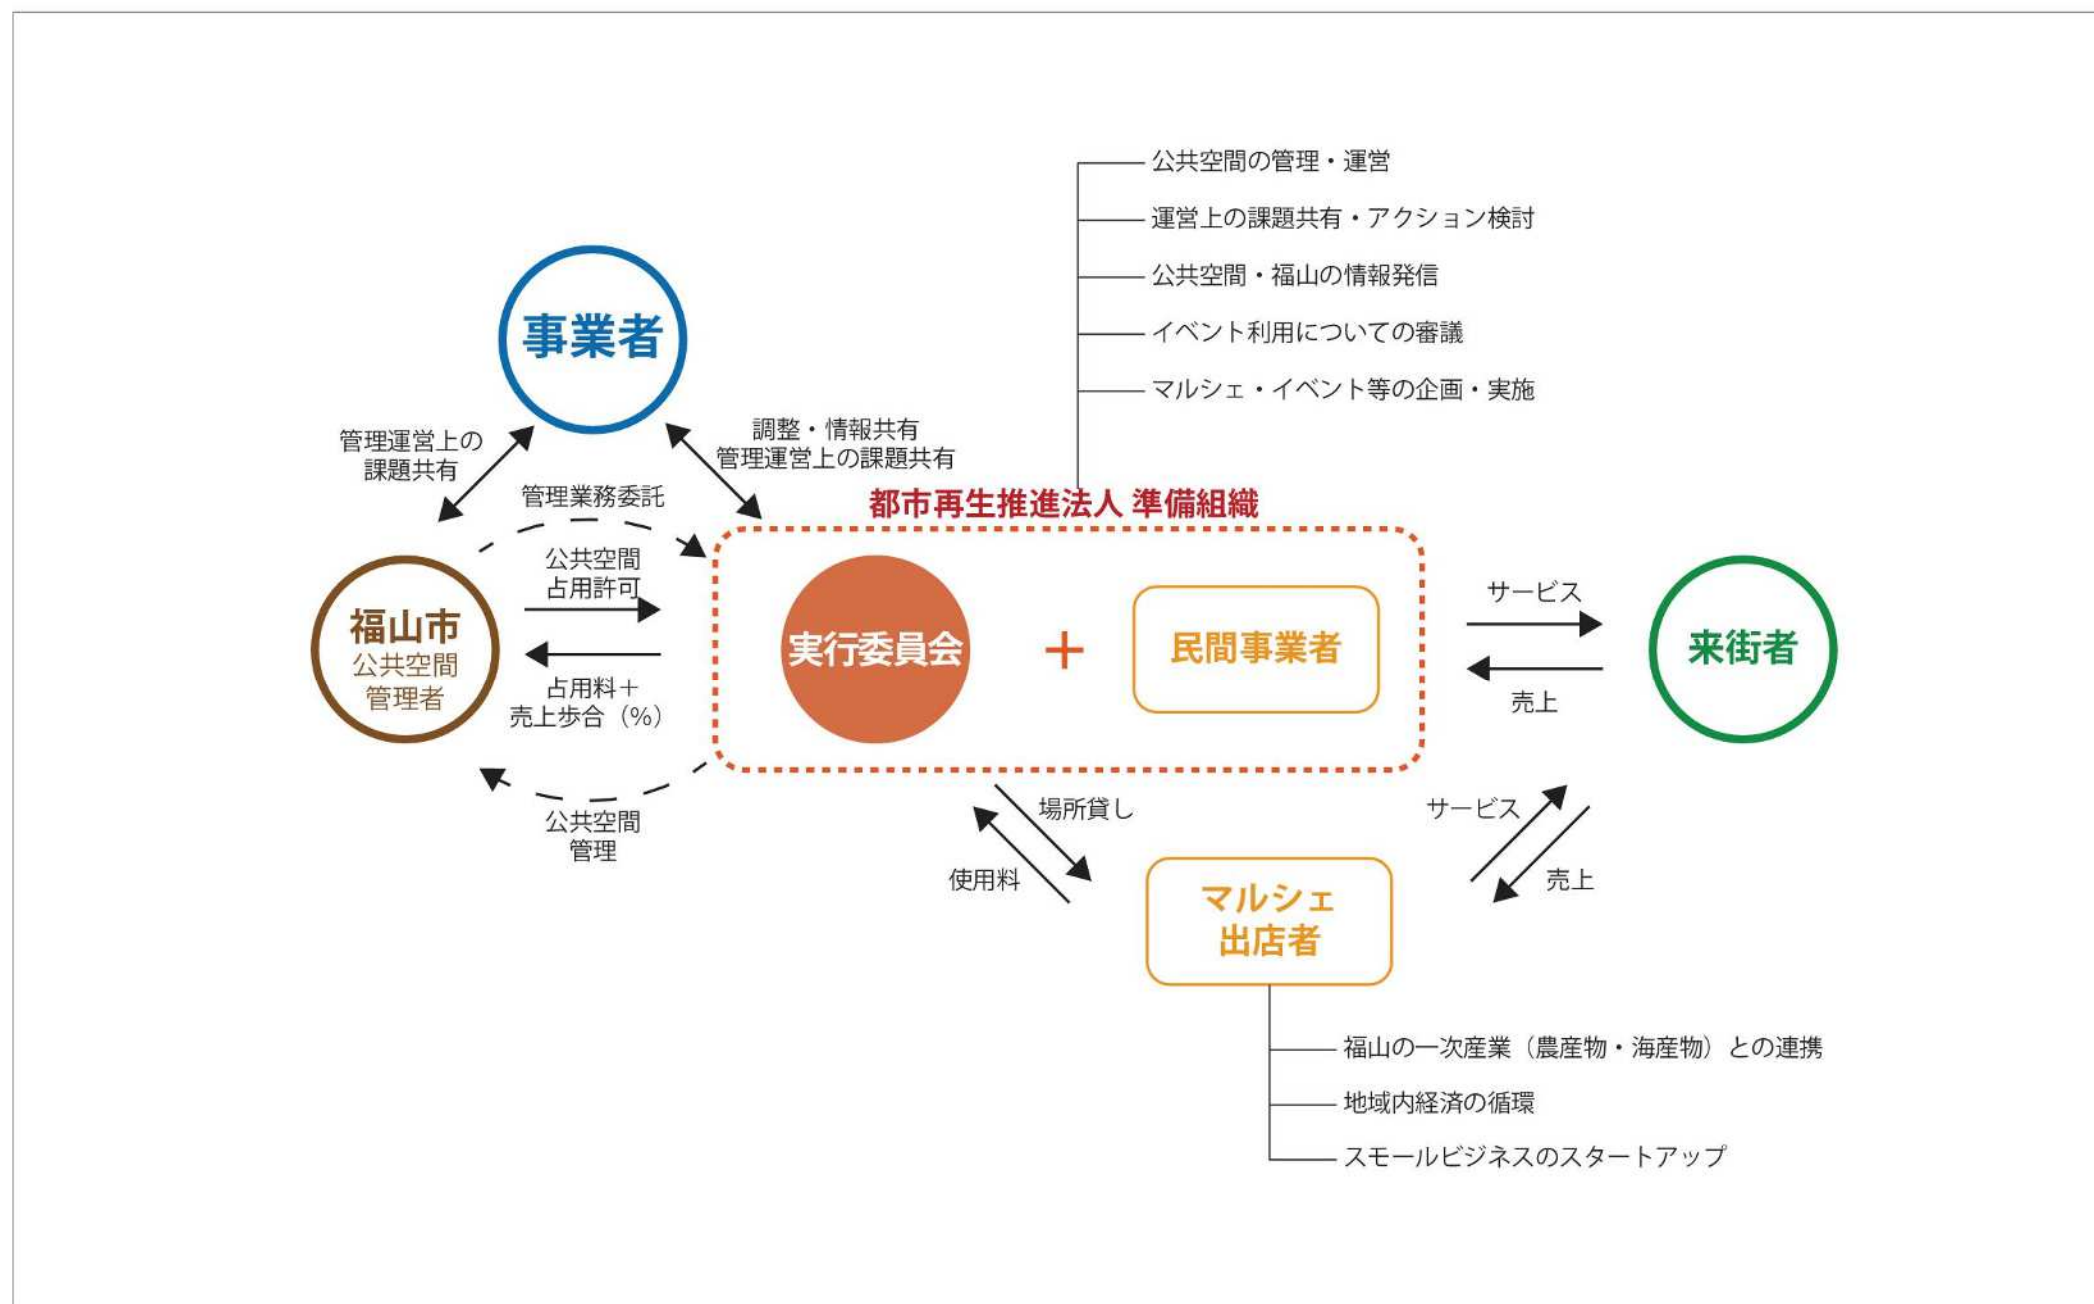 公共空間の管理・運営
運営上の課題共有・アクション検討
公共空間・福山の情報発信
イベント利用についての審議
マルシェ・イベント等の企画・実施
事業者
管理運営上の
課題共有
調整・情報共有
管理運営上の課題共有
管理業務委託
都市再生推進法人 準備組織
公共空間
占用許可
福山市
公共空間
管理者
占用料＋
売上歩合（%）
公共空間
管理
実行委員会
+
民間事業者
サービス
売上
来街者
場所貸し
使用料
サービス
売上
マルシェ
出店者
福山の一次産業（農産物・海産物）との連携
地域内経済の循環
スモールビジネスのスタートアップ